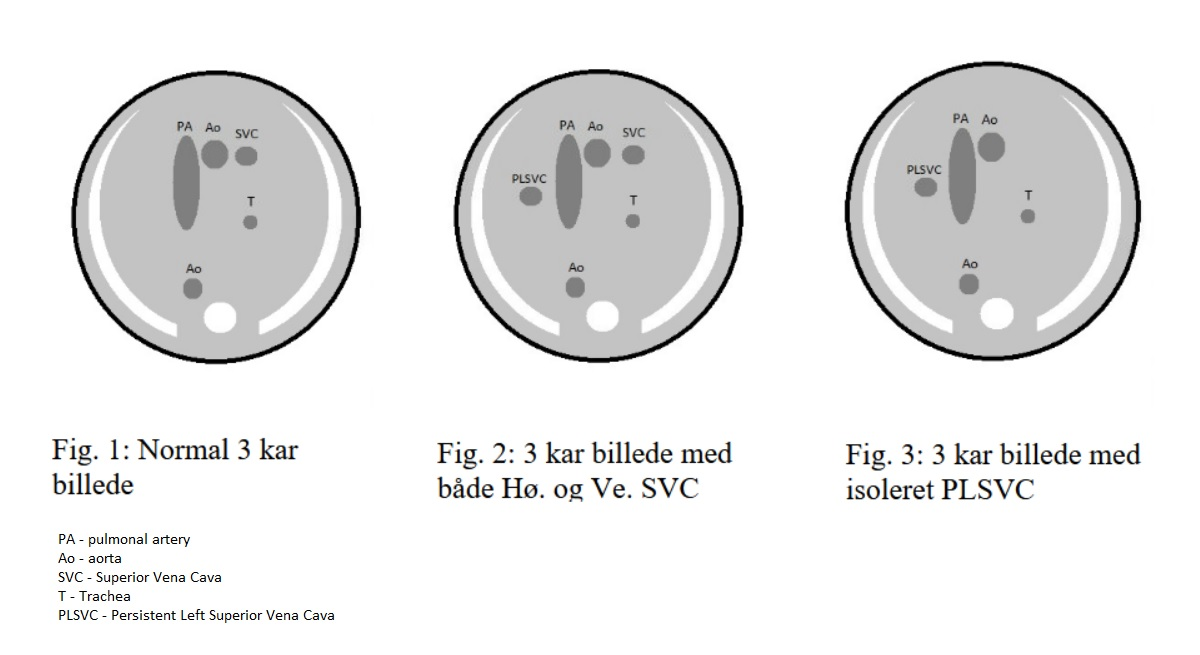 PA Ao SVC
T
Ao
PA Ao SVC
PLSVC
T
Ao
PA Ao
PLSVC
T
Ao
Fig. 1: Normal 3 kar
billede
Fig. 2: 3 kar billede med
både Hø. og Ve. SVC
Fig. 3: 3 kar billede med
isoleret PLSVC
PA - pulmonal artery
Ao - aorta
SVC - Superior Vena Cava
T - Trachea
PLSVC - Persistent Left Superior Vena Cava